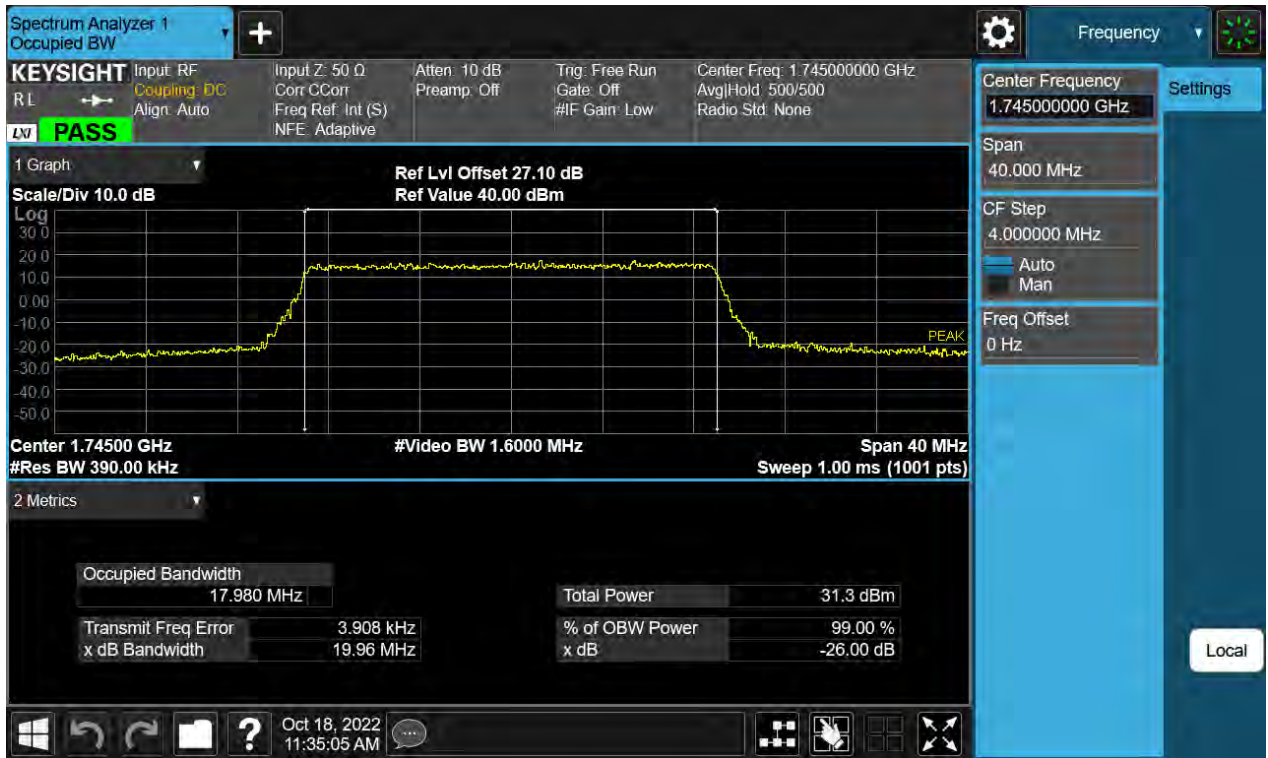 Spectrum Analyzer 1
Occupied BW
+
Frequency
KEYSIGHT
RL
LXI
PASS
Input: RF
Coupling: DC
Align: Auto
Input Z: 50 Ω
Corr CCorr
Freq Ref: Int (S)
NFE: Adaptive
Atten: 10 dB
Preamp: Off
Trig: Free Run
Gate: Off
#IF Gain: Low
Center Freq: 1.745000000 GHz
Avg|Hold: 500/500
Radio Std: None
1 Graph
Scale/Div 10.0 dB
Ref Lvl Offset 27.10 dB
Ref Value 40.00 dBm
Log
30.0
20.0
10.0
0.00
-10.0
-20.0
-30.0
-40.0
-50.0
PEAK
Center 1.74500 GHz
#Video BW 1.6000 MHz
Span 40 MHz
#Res BW 390.00 kHz
Sweep 1.00 ms (1001 pts)
2 Metrics
Occupied Bandwidth
17.980 MHz
Total Power 31.3 dBm
Transmit Freq Error 3.908 kHz
% of OBW Power 99.00 %
x dB Bandwidth 19.96 MHz
x dB -26.00 dB
Center Frequency
1.745000000 GHz
Settings
Span
40.000 MHz
CF Step
4.000000 MHz
Auto
Man
Freq Offset
0 Hz
Local
?
Oct 18, 2022
11:35:05 AM